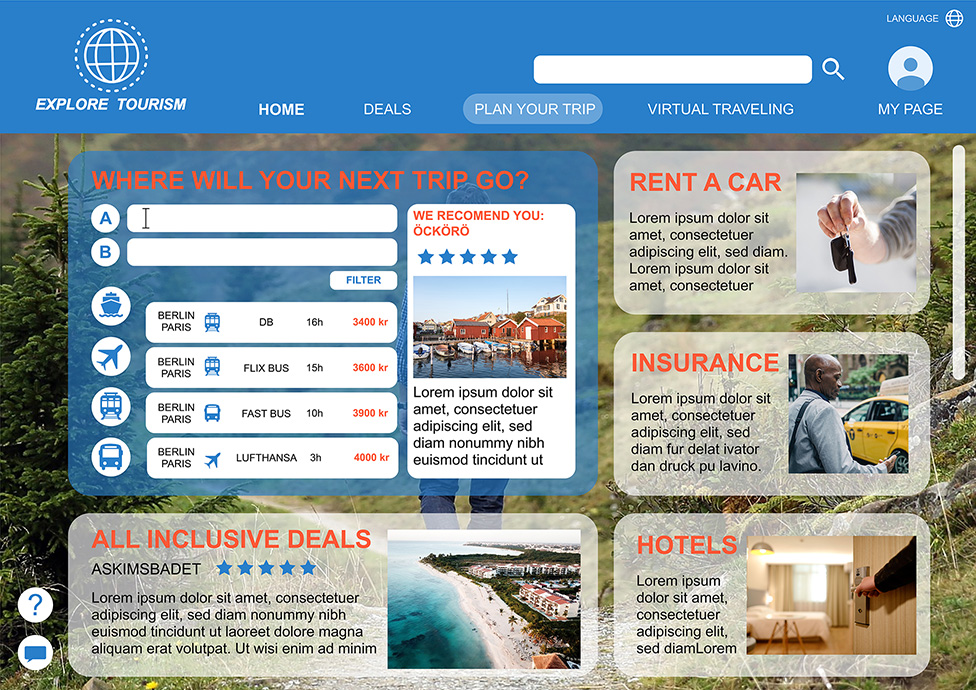 LANGUAGE
EXPLORE TOURISM
HOME
DEALS
PLAN YOUR TRIP
VIRTUAL TRAVELING
MY PAGE
WHERE WILL YOUR NEXT TRIP GO?
A
B
FILTER
BERLIN
PARIS
DB
16h
3400 kr
BERLIN
PARIS
FLIX BUS
15h
3600 kr
BERLIN
PARIS
FAST BUS
10h
3900 kr
BERLIN
PARIS
LUFTHANSA
3h
4000 kr
WE RECOMEND YOU:
ÖCKÖRÖ
Lorem ipsum dolor sit
amet, consectetuer
adipiscing elit, sed
diam nonummy nibh
euismod tincidunt ut
RENT A CAR
Lorem ipsum dolor sit
amet, consectetuer
adipiscing elit, sed diam.
Lorem ipsum dolor sit
amet, consectetuer
INSURANCE
Lorem ipsum dolor sit
amet, consectetuer
adipiscing elit, sed
diam fur delat ivator
dan druck pu lavino.
ALL INCLUSIVE DEALS
ASKIMSBADET
Lorem ipsum dolor sit amet, consectetuer
adipiscing elit, sed diam nonummy nibh
euismod tincidunt ut laoreet dolore magna
aliquam erat volutpat. Ut wisi enim ad minim
HOTELS
Lorem ipsum
dolor sit amet,
consectetuer
adipiscing elit,
sed diamLorem
?